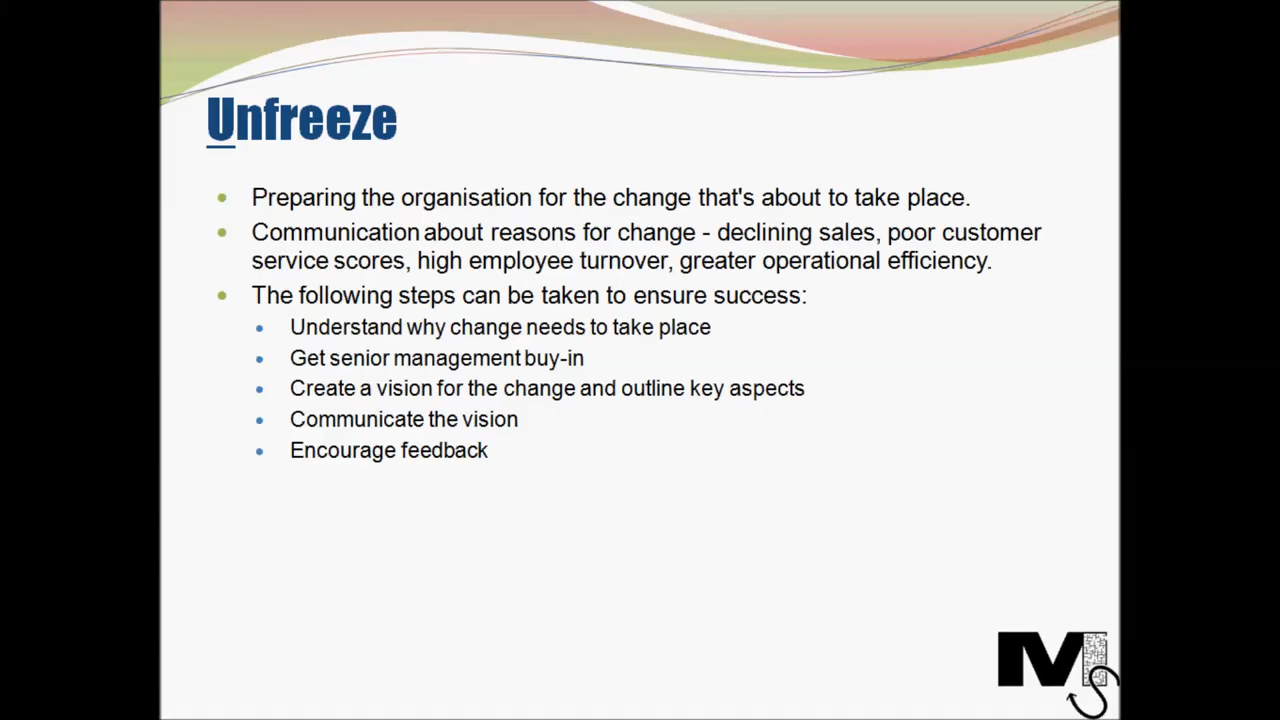 Unfreeze
Preparing the organisation for the change that's about to take place.
Communication about reasons for change - declining sales, poor customer
service scores, high employee turnover, greater operational efficiency.
The following steps can be taken to ensure success:
Understand why change needs to take place
Get senior management buy-in
Create a vision for the change and outline key aspects
Communicate the vision
Encourage feedback
MS